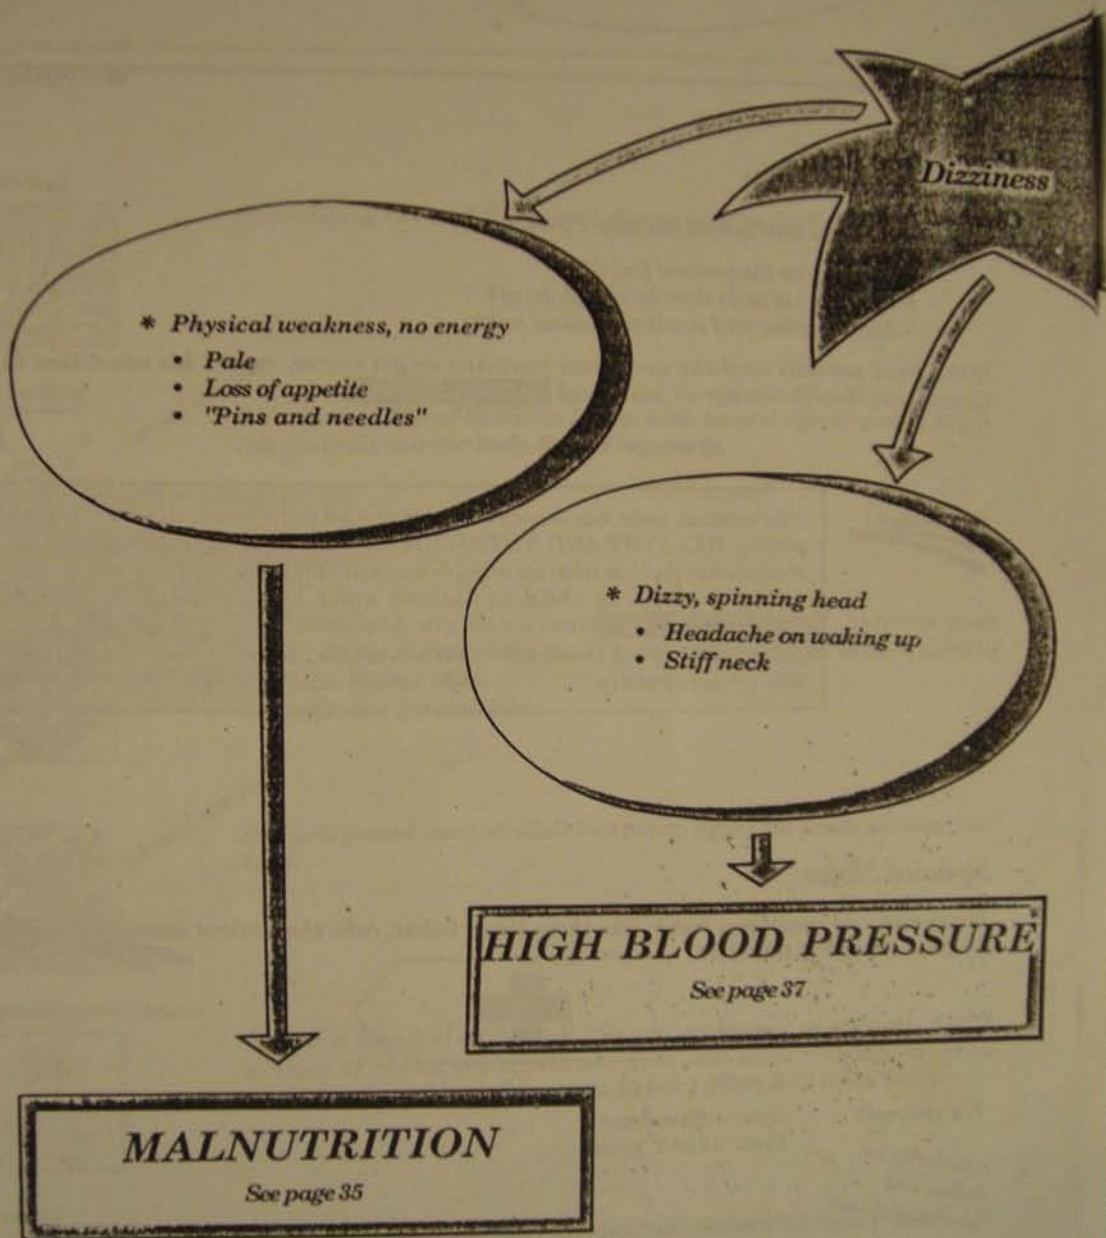 Dizziness
* Physical weakness, no energy
• Pale
• Loss of appetite
• "Pins and needles"
* Dizzy, spinning head
• Headache on waking up
• Stiff neck
HIGH BLOOD PRESSURE
See page 37
MALNUTRITION
See page 35